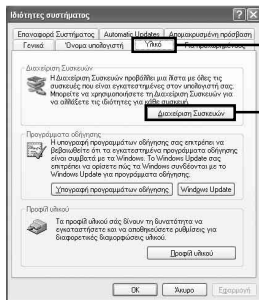 Ιδιότητες συστήματος
Επαναφορά Συστήματος Automatic Updates Απομακρυσμένη πρόσβαση
Γενικά Όνομα υπολογιστή Υλικό Για προχωρημένους
Διαχείριση Συσκευών
Η Διαχείριση Συσκευών προβάλλει μια λίστα με όλες τις
συσκευές που είναι εγκατεστημένες στον υπολογιστή σας.
Μπορείτε να χρησιμοποιήσετε τη Διαχείριση Συσκευών για
να αλλάξετε τις ιδιότητες για κάθε συσκευή.
Διαχείριση Συσκευών
Προγράμματα οδήγησης
Η υπογραφή προγραμμάτων οδήγησης σας επιτρέπει να
βεβαιωθείτε ότι τα εγκατεστημένα προγράμματα οδήγησης
είναι συμβατά με τα Windows. Το Windows Update σας
επιτρέπει να ορίσετε πώς τα Windows συνδέονται με το
Windows Update για προγράμματα οδήγησης.
Υπογραφή προγραμμάτων οδήγησης Windows Update
Προφίλ υλικού
Τα προφίλ υλικού σάς δίνουν τη δυνατότητα να
εγκαταστήσετε και να αποθηκεύσετε ρυθμίσεις για
διαφορετικές διαμορφώσεις υλικού.
Προφίλ υλικού
OK Άκυρο Εφαρμογή